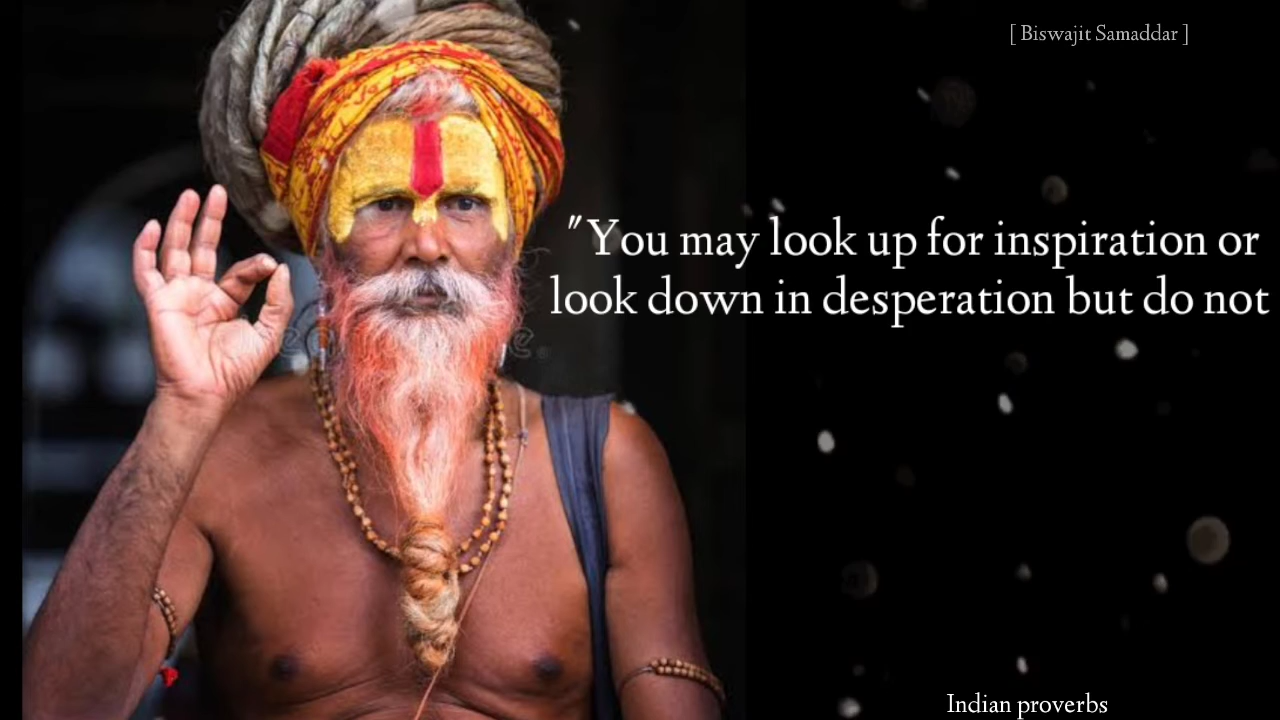 [ Biswajit Samaddar ]
"You may look up for inspiration or
look down in desperation but do not
Indian proverbs